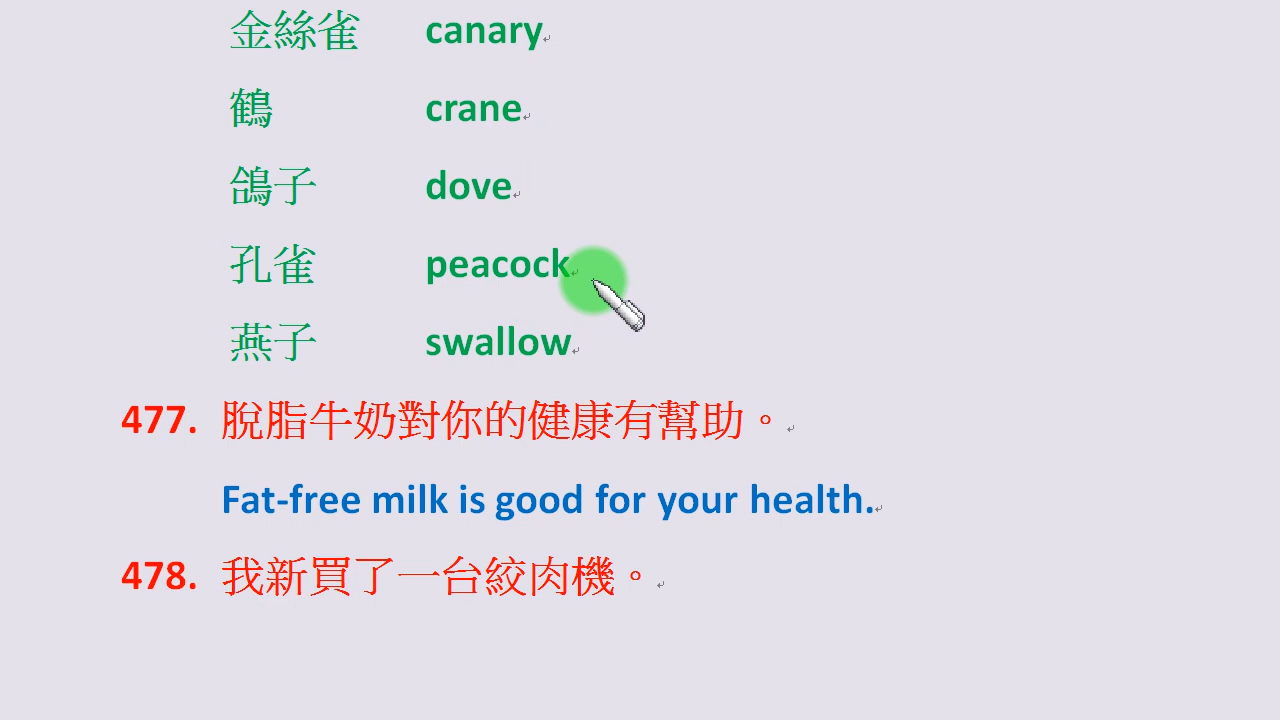 金絲雀 canary
鶴 crane
鴿子 dove
孔雀 peacock
燕子 swallow
477. 脫脂牛奶對你的健康有幫助。
Fat-free milk is good for your health.
478. 我新買了一台絞肉機。